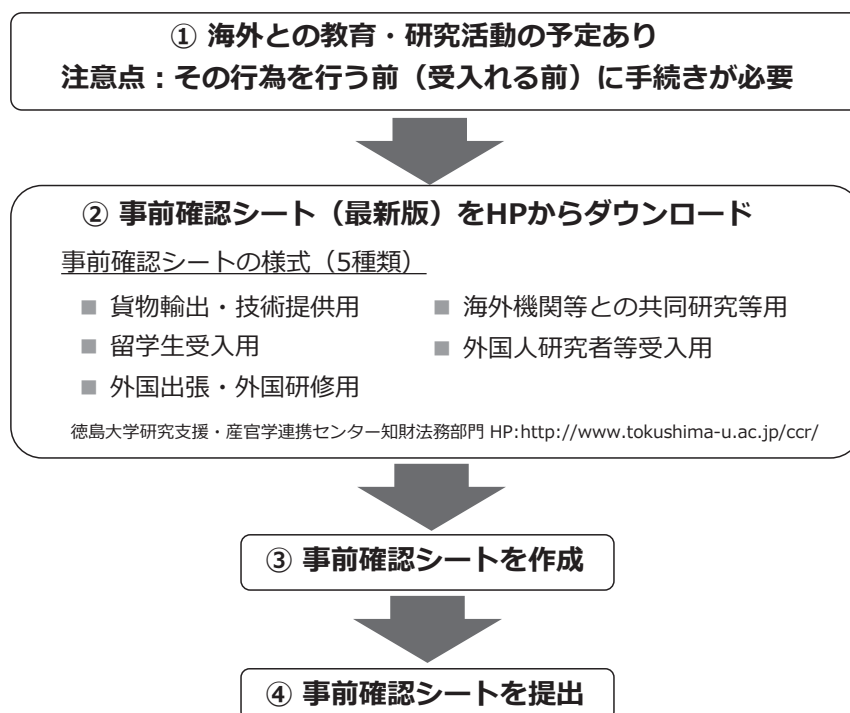 ① 海外との教育・研究活動の予定あり
注意点：その行為を行う前（受入れる前）に手続きが必要
② 事前確認シート（最新版）をHPからダウンロード
事前確認シートの様式（5種類）
■ 貨物輸出・技術提供用
■ 海外機関等との共同研究等用
■ 留学生受入用
■ 外国人研究者等受入用
■ 外国出張・外国研修用
徳島大学研究支援・産官学連携センター知財法務部門 HP:http://www.tokushima-u.ac.jp/ccr/
③ 事前確認シートを作成
④ 事前確認シートを提出